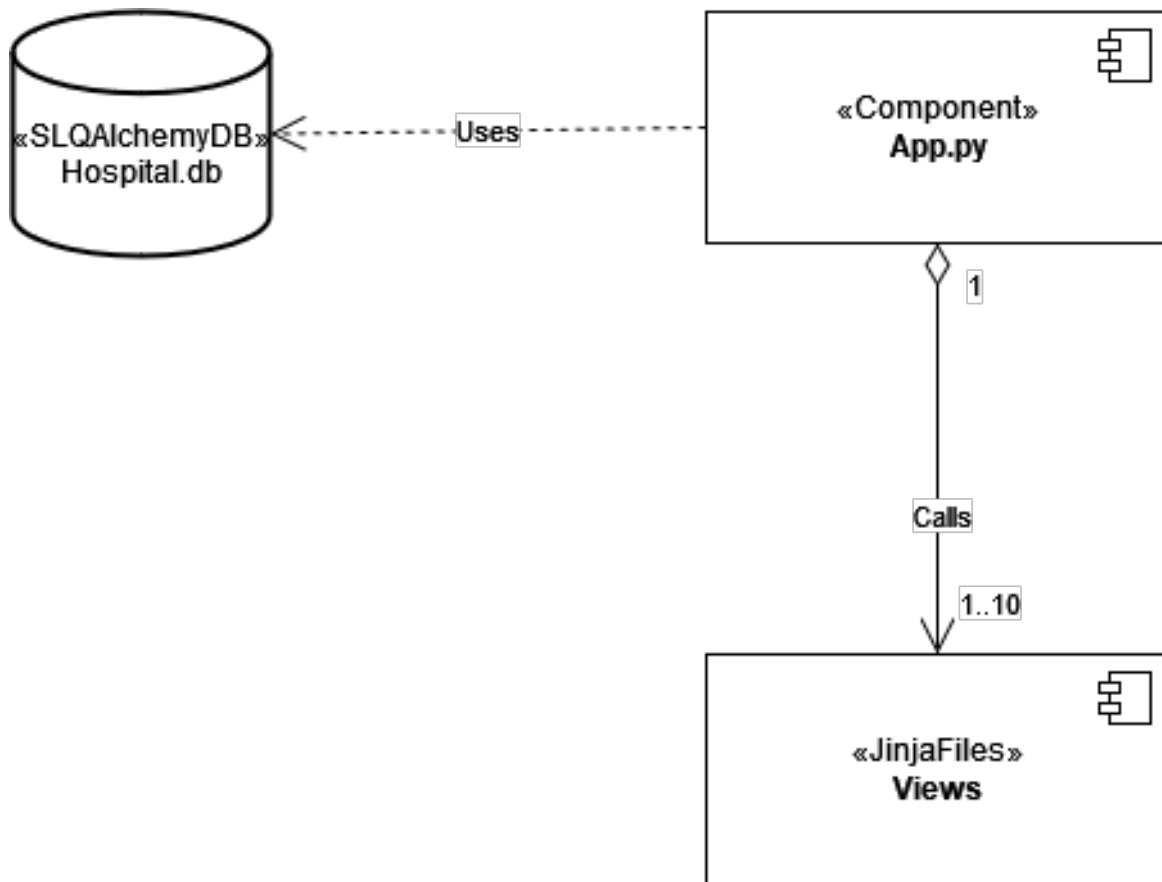 «SLQAlchemyDB»
Hospital.db
Uses
«Component»
App.py
1
Calls
1..10
«JinjaFiles»
Views